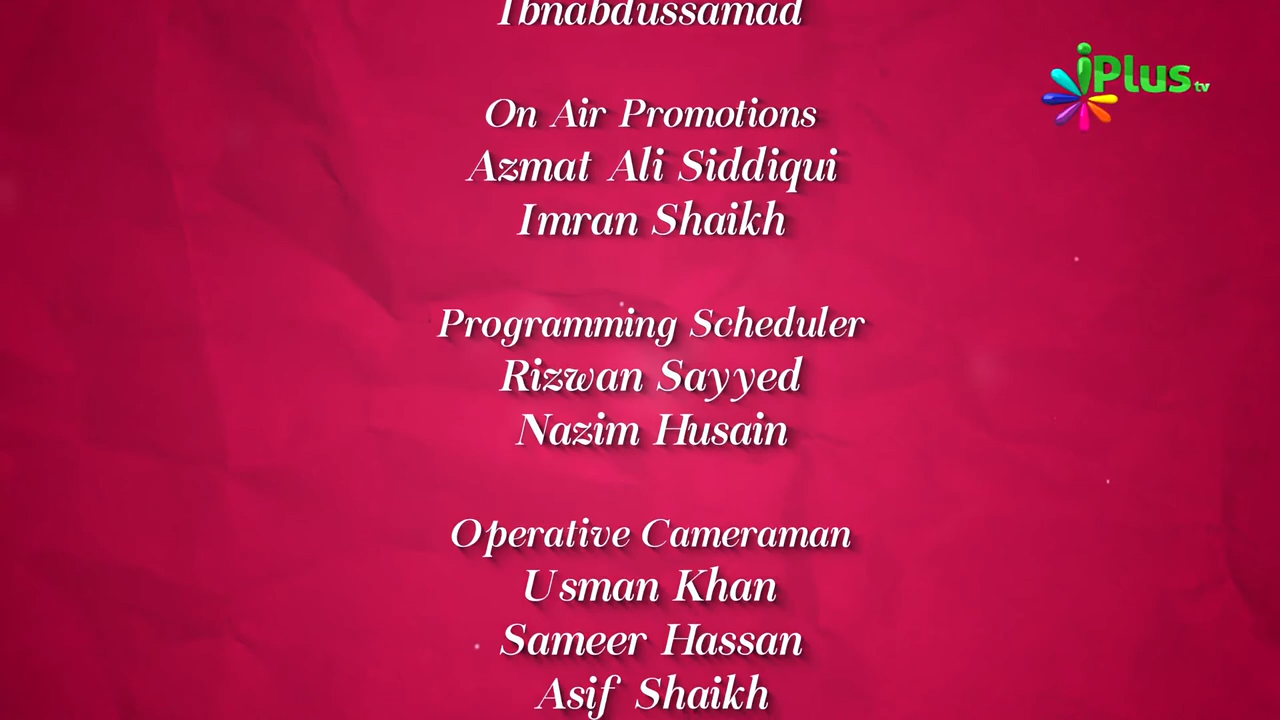 Ibnabdussamad
iPlus tv
On Air Promotions
Azmat Ali Siddiqui
Imran Shaikh
Programming Scheduler
Rizwan Sayyed
Nazim Husain
Operative Cameraman
Usman Khan
Sameer Hassan
Asif Shaikh